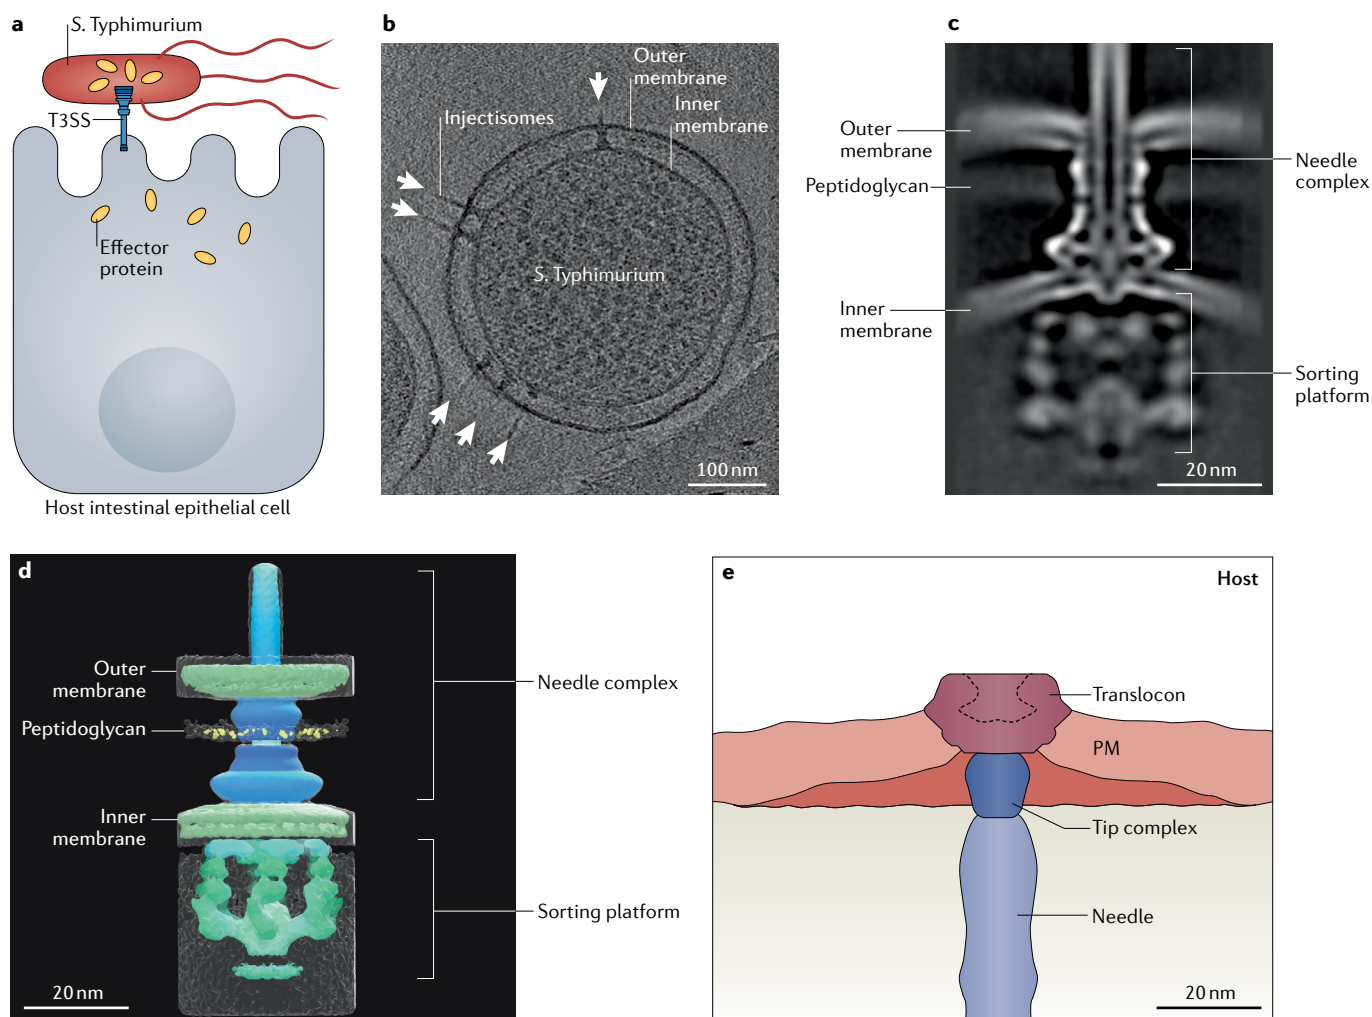 a
S. Typhimurium
T3SS
Effector
protein
Host intestinal epithelial cell
b
Outer
membrane
Inner
membrane
Injectisomes
S. Typhimurium
100 nm
c
Outer
membrane
Peptidoglycan
Inner
membrane
Needle
complex
Sorting
platform
20 nm
d
Outer
membrane
Peptidoglycan
Inner
membrane
Needle complex
Sorting platform
20 nm
e
Host
Translocon
PM
Tip complex
Needle
20 nm